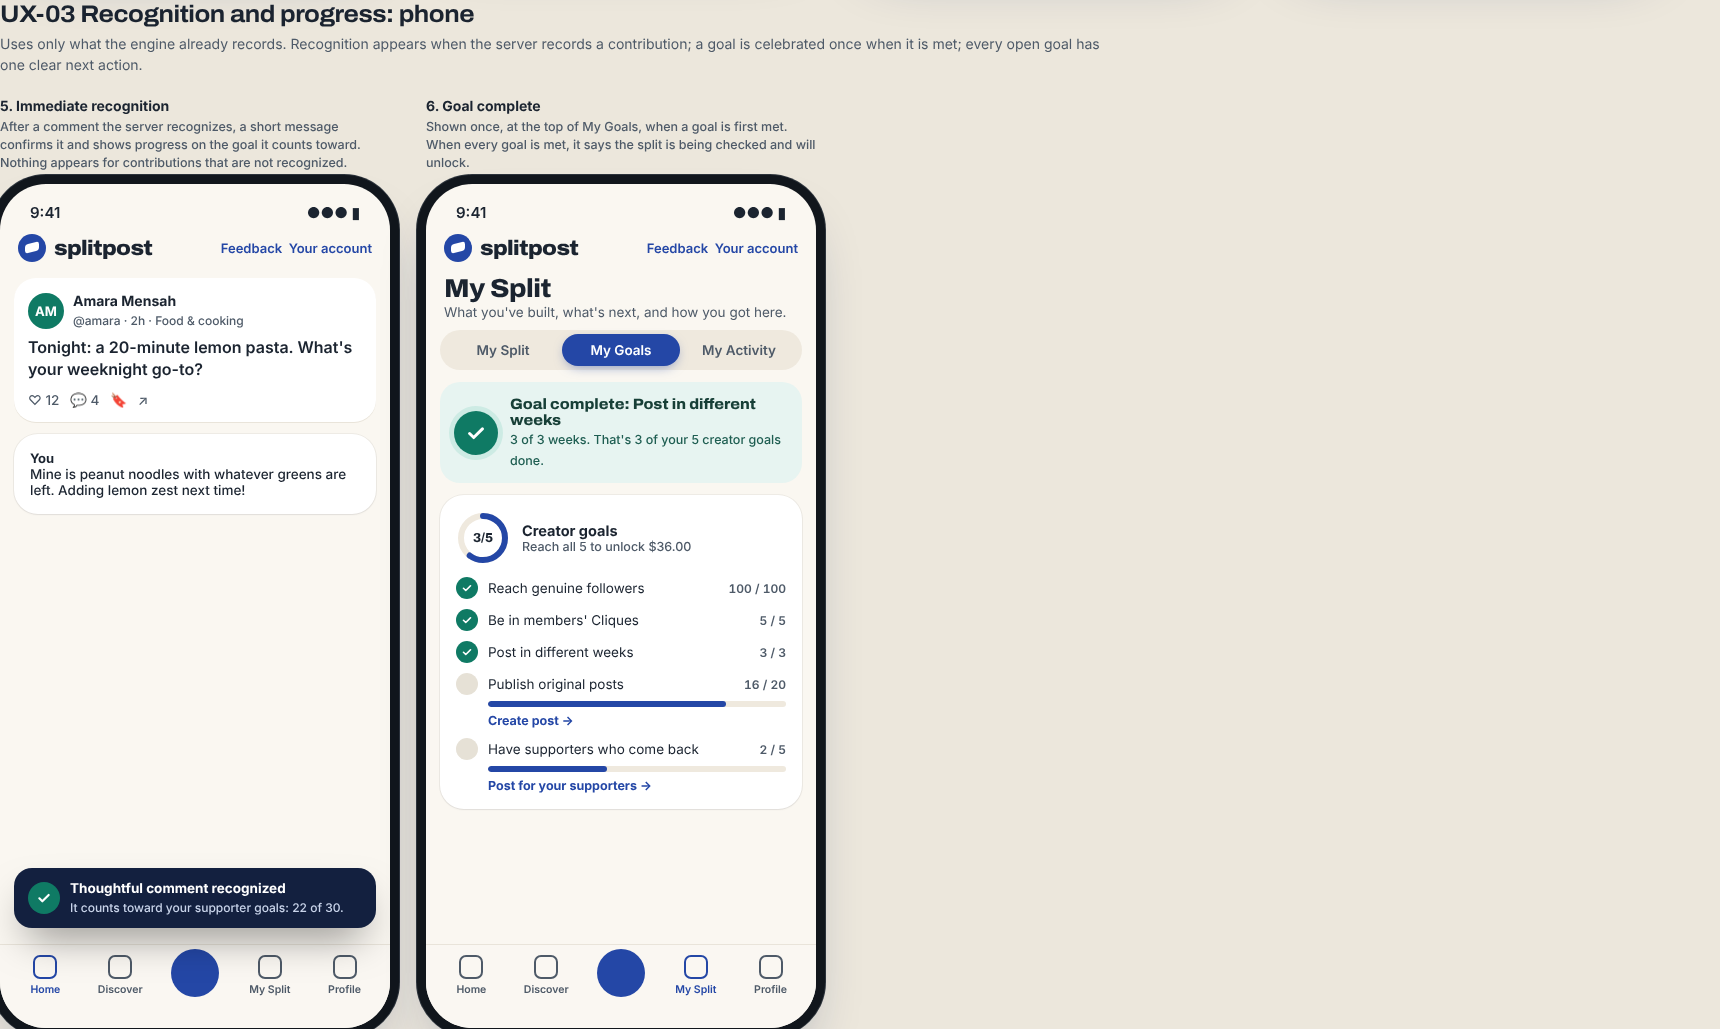 UX-03 Recognition and progress: phone
Uses only what the engine already records. Recognition appears when the server records a contribution; a goal is celebrated once when it is met; every open goal has
one clear next action.
5. Immediate recognition
After a comment the server recognizes, a short message
confirms it and shows progress on the goal it counts toward.
Nothing appears for contributions that are not recognized.
9:41
splitpost
Feedback Your account
AM
Amara Mensah
@amara · 2h · Food & cooking
Tonight: a 20-minute lemon pasta. What's
your weeknight go-to?
♡ 12 💬 4 🔖 ↗
You
Mine is peanut noodles with whatever greens are
left. Adding lemon zest next time!
Thoughtful comment recognized
It counts toward your supporter goals: 22 of 30.
Home Discover My Split Profile
6. Goal complete
Shown once, at the top of My Goals, when a goal is first met.
When every goal is met, it says the split is being checked and will
unlock.
9:41
splitpost
Feedback Your account
My Split
What you've built, what's next, and how you got here.
My Split My Goals My Activity
Goal complete: Post in different
weeks
3 of 3 weeks. That's 3 of your 5 creator goals
done.
3/5
Creator goals
Reach all 5 to unlock $36.00
Reach genuine followers 100 / 100
Be in members' Cliques 5 / 5
Post in different weeks 3 / 3
Publish original posts 16 / 20
Create post →
Have supporters who come back 2 / 5
Post for your supporters →
Home Discover My Split Profile